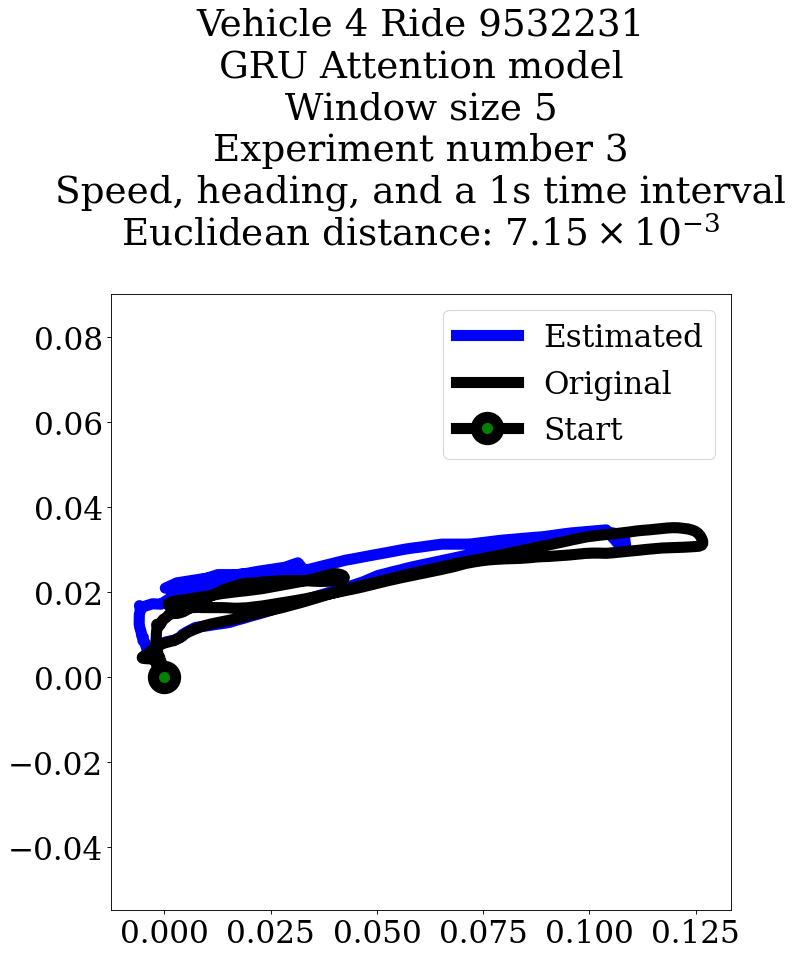 Vehicle 4 Ride 9532231
GRU Attention model
Window size 5
Experiment number 3
Speed, heading, and a 1s time interval
Euclidean distance: 7.15 × 10⁻³
Estimated
Original
Start
0.08
0.06
0.04
0.02
0.00
−0.02
−0.04
0.000 0.025 0.050 0.075 0.100 0.125